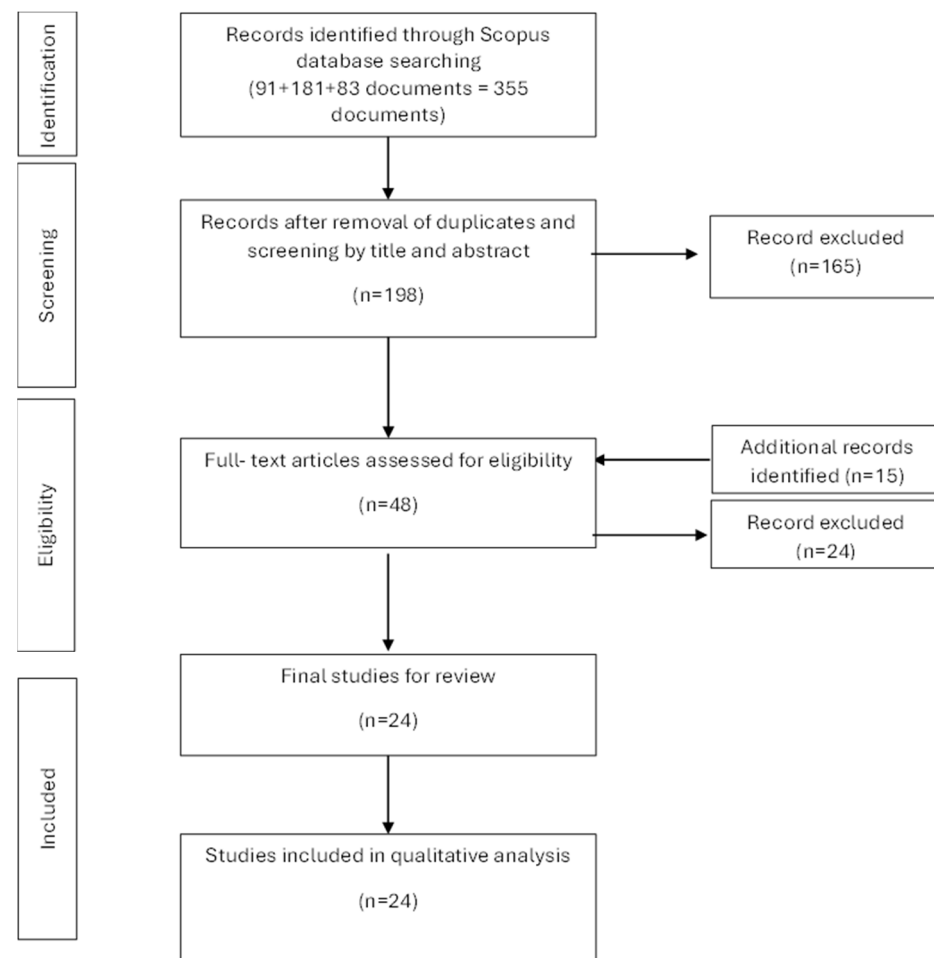 Identification
Records identified through Scopus
database searching
(91+181+83 documents = 355
documents)
Screening
Records after removal of duplicates and
screening by title and abstract
(n=198)
Record excluded
(n=165)
Eligibility
Full- text articles assessed for eligibility
(n=48)
Additional records
identified (n=15)
Record excluded
(n=24)
Included
Final studies for review
(n=24)
Studies included in qualitative analysis
(n=24)